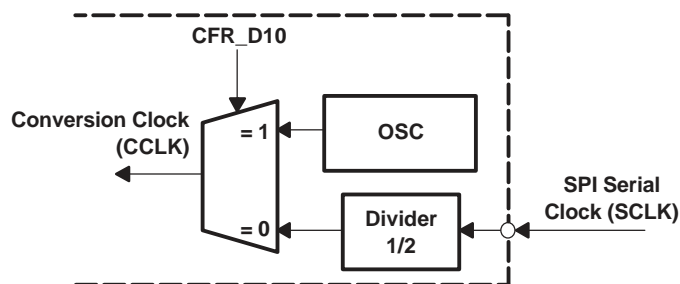 CFR_D10
Conversion Clock
(CCLK)
= 1
OSC
SPI Serial
Clock (SCLK)
= 0
Divider
1/2